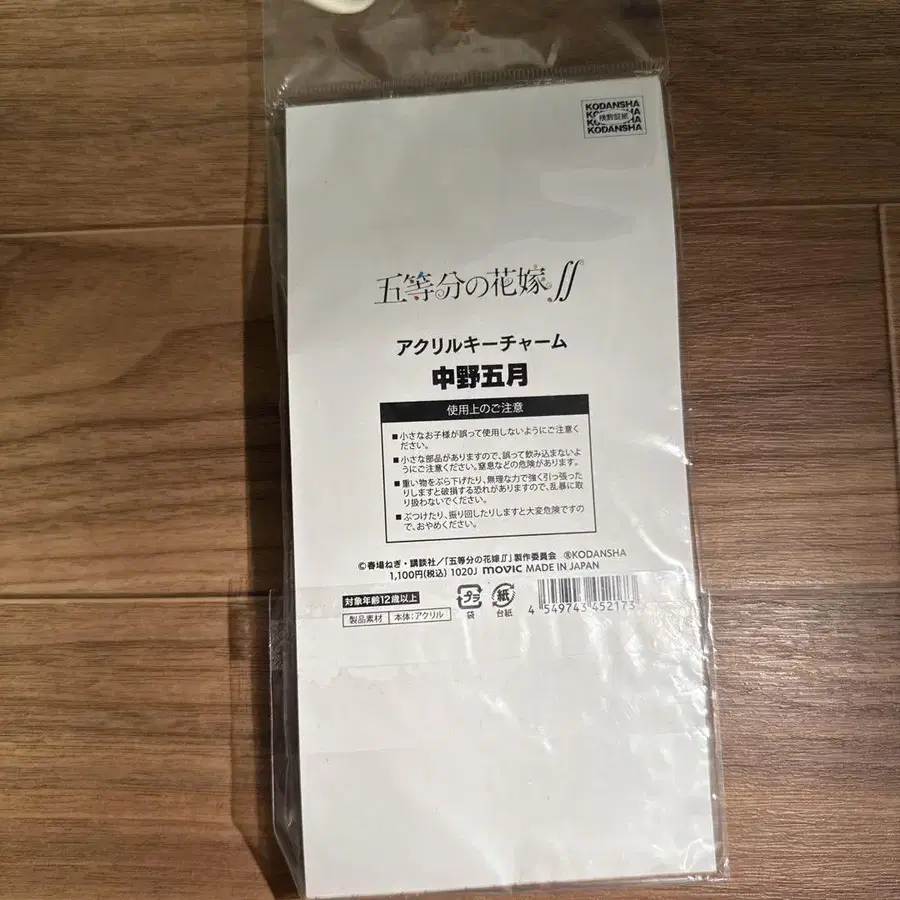 KODANSHA
検数証紙
KODANSHA
五等分の花嫁∬
アクリルキーチャーム
中野五月
使用上のご注意
■小さなお子様が誤って使用しないようにご注意く
ださい。
■小さな部品がありますので、誤って飲み込まないよ
うにご注意ください。窒息などの危険があります。
■重い物をぶら下げたり、無理な力で強く引っ張った
りしますと破損する恐れがありますので、乱暴に取
り扱わないでください。
■ぶつけたり、振り回したりしますと大変危険ですの
で、おやめください。
©春場ねぎ・講談社／「五等分の花嫁∬」製作委員会 ®KODANSHA
1,100円(税込) 1020J movic MADE IN JAPAN
対象年齢12歳以上
製品素材 本体:アクリル
プラ 袋
紙 台紙
4 549743 452173